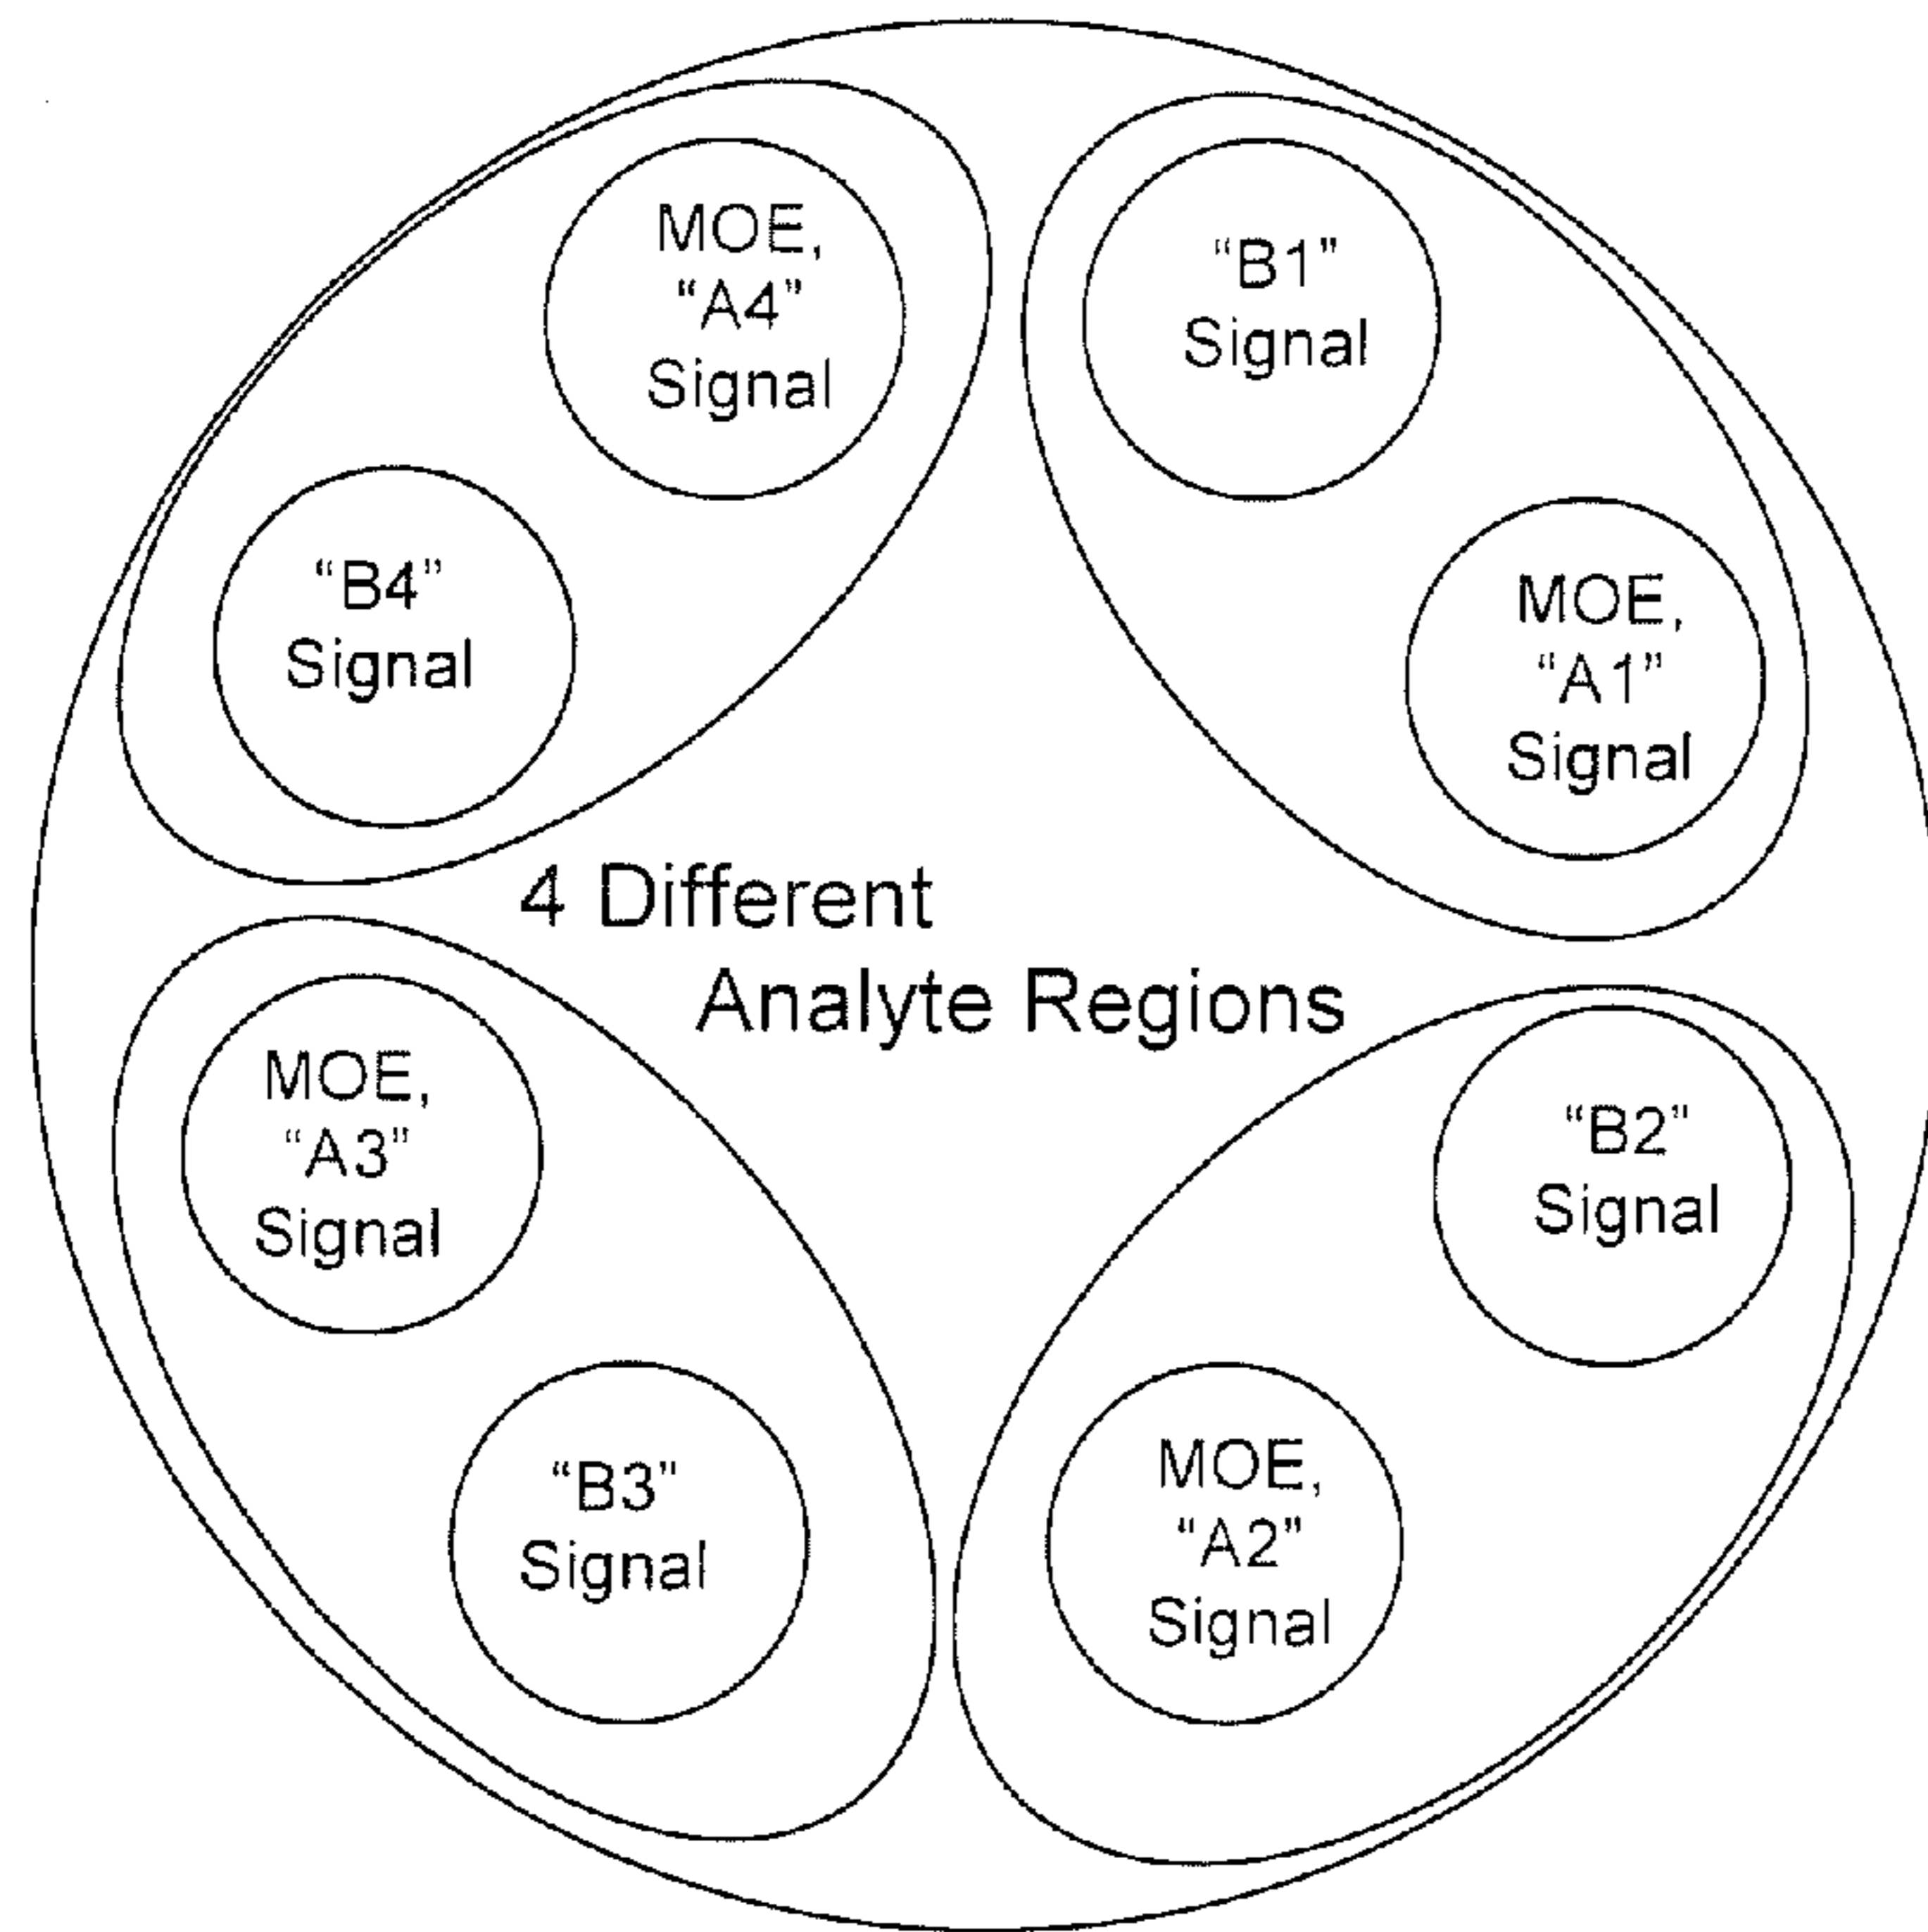 MOE,
“A4”
Signal
“B1”
Signal
“B4”
Signal
MOE,
“A1”
Signal
4 Different
Analyte Regions
MOE,
“A3”
Signal
“B2”
Signal
“B3”
Signal
MOE,
“A2”
Signal